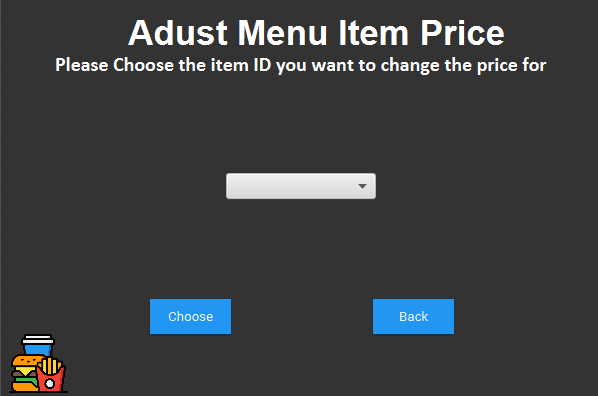 Adust Menu Item Price
Please Choose the item ID you want to change the price for
Choose
Back